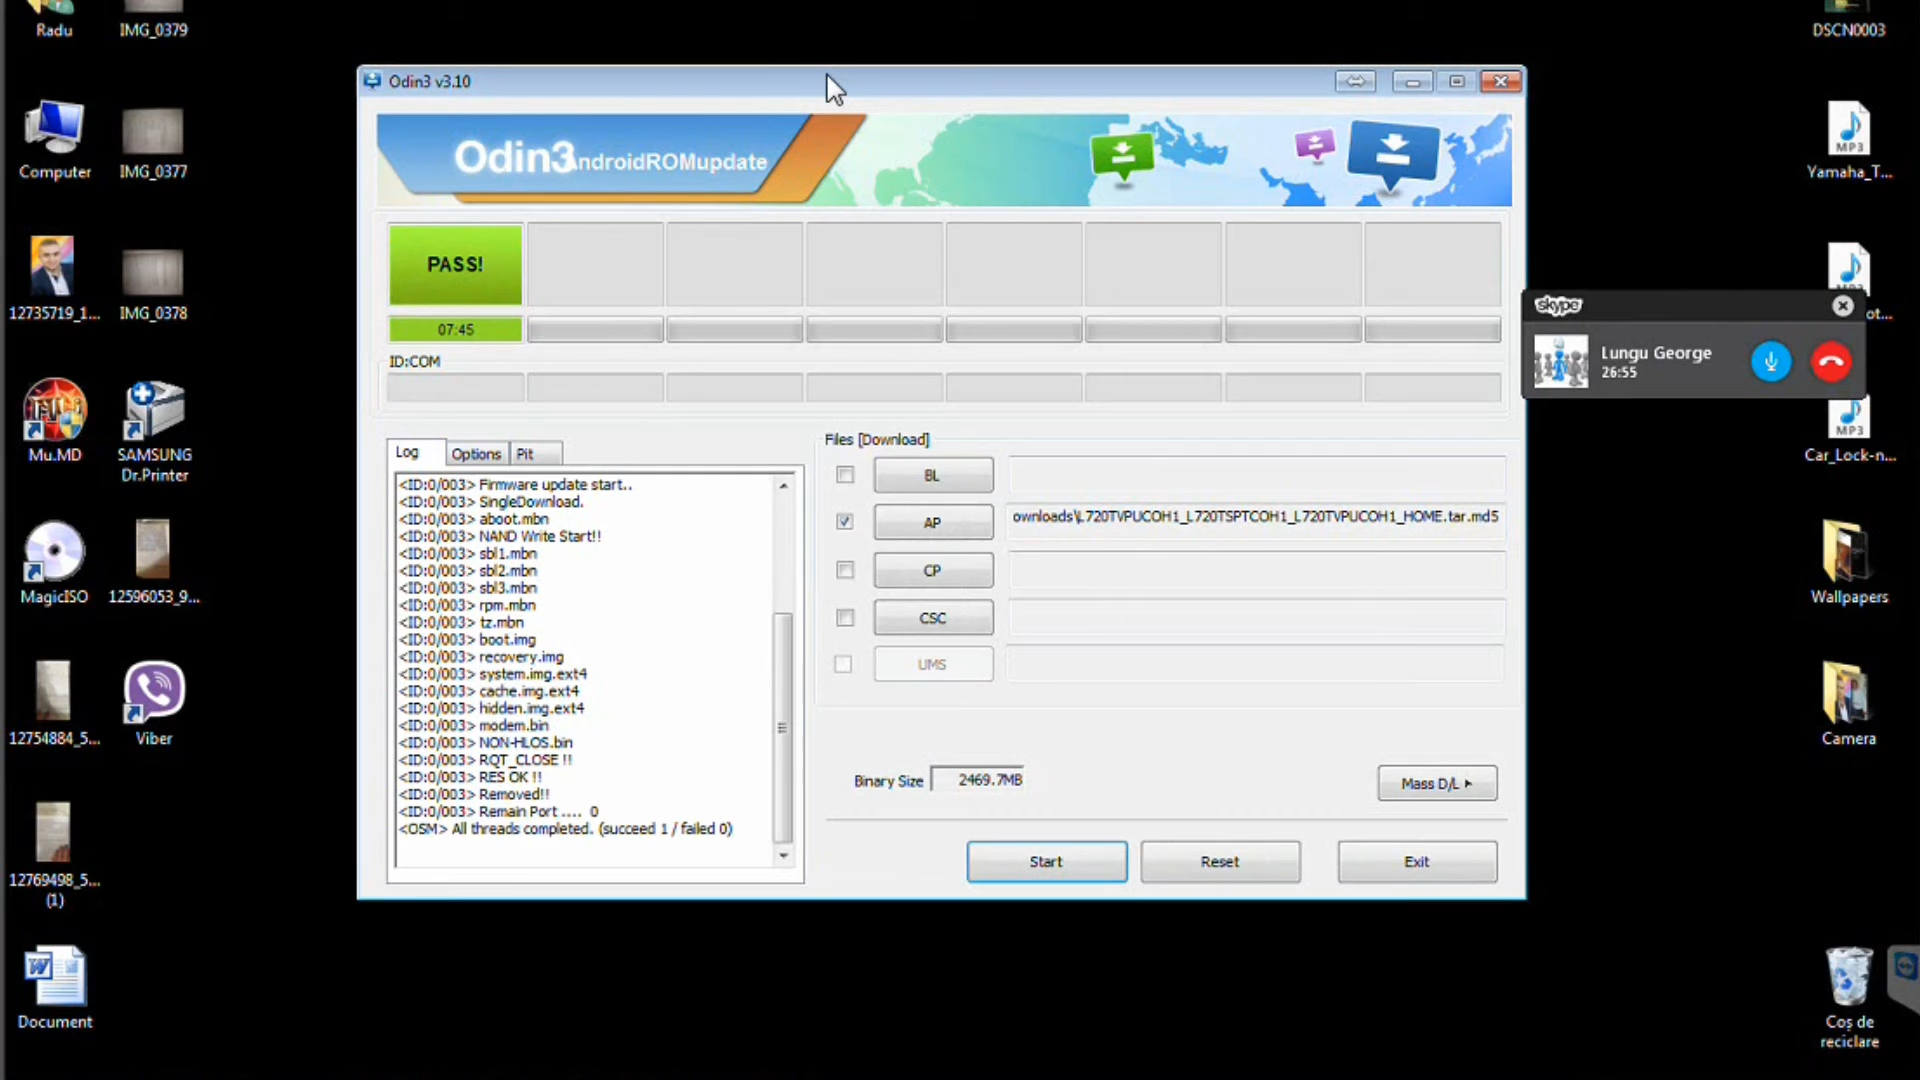 Radu
IMG_0379
DSCN0003
Odin3 v3.10
Odin3
AndroidROMupdate
Computer
IMG_0377
Yamaha_T...
PASS!
07:45
ID:COM
12735719_1...
IMG_0378
ot...
skype
Lungu George
26:55
Mu.MD
SAMSUNG
Dr.Printer
MP3
MP3
Car_Lock-n...
Log
Options
Pit
<ID:0/003> Firmware update start..
<ID:0/003> SingleDownload.
<ID:0/003> aboot.mbn
<ID:0/003> NAND Write Start!!
<ID:0/003> sbl1.mbn
<ID:0/003> sbl2.mbn
<ID:0/003> sbl3.mbn
<ID:0/003> rpm.mbn
<ID:0/003> tz.mbn
<ID:0/003> boot.img
<ID:0/003> recovery.img
<ID:0/003> system.img.ext4
<ID:0/003> cache.img.ext4
<ID:0/003> hidden.img.ext4
<ID:0/003> modem.bin
<ID:0/003> NON-HLOS.bin
<ID:0/003> RQT_CLOSE !!
<ID:0/003> RES OK !!
<ID:0/003> Removed!!
<ID:0/003> Remain Port .... 0
<OSM> All threads completed. (succeed 1 / failed 0)
Files [Download]
BL
AP
ownloads\L720TVPUCOH1_L720TSPTCOH1_L720TVPUCOH1_HOME.tar.md5
CP
CSC
UMS
Binary Size
2469.7MB
Mass D/L
Start
Reset
Exit
MagicISO
12596053_9...
Wallpapers
12754884_5...
Viber
Camera
12769498_5...
(1)
Document
Coș de
reciclare